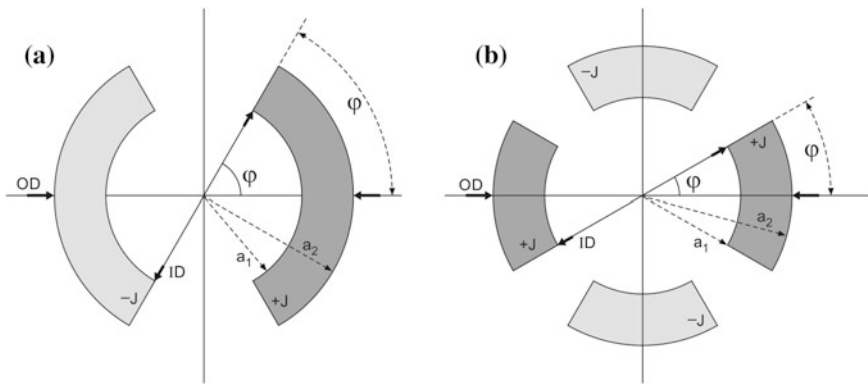 (a)
φ
φ
OD
a₁
a₂
ID
−J
+J
(b)
−J
+J
φ
φ
OD
a₂
a₁
+J
ID
−J